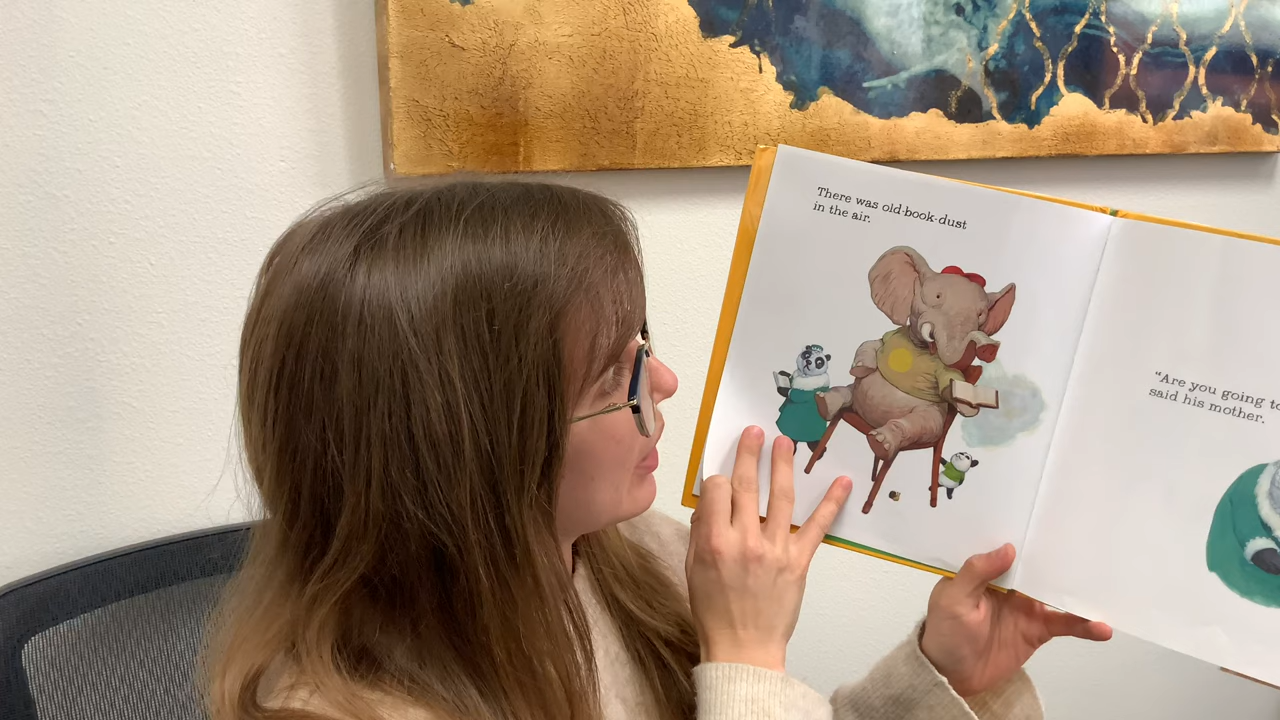 There was old-book-dust
in the air.
"Are you going to
said his mother.